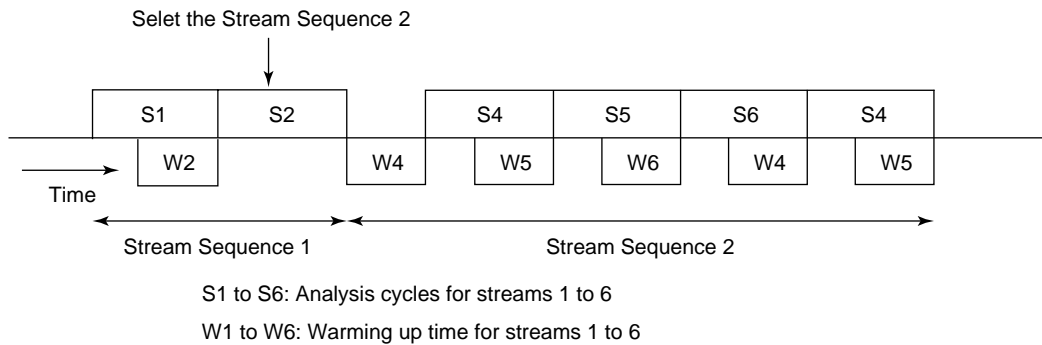 Selet the Stream Sequence 2
S1 S2 S4 S5 S6 S4
W2 W4 W5 W6 W4 W5
Time
Stream Sequence 1 Stream Sequence 2
S1 to S6: Analysis cycles for streams 1 to 6
W1 to W6: Warming up time for streams 1 to 6